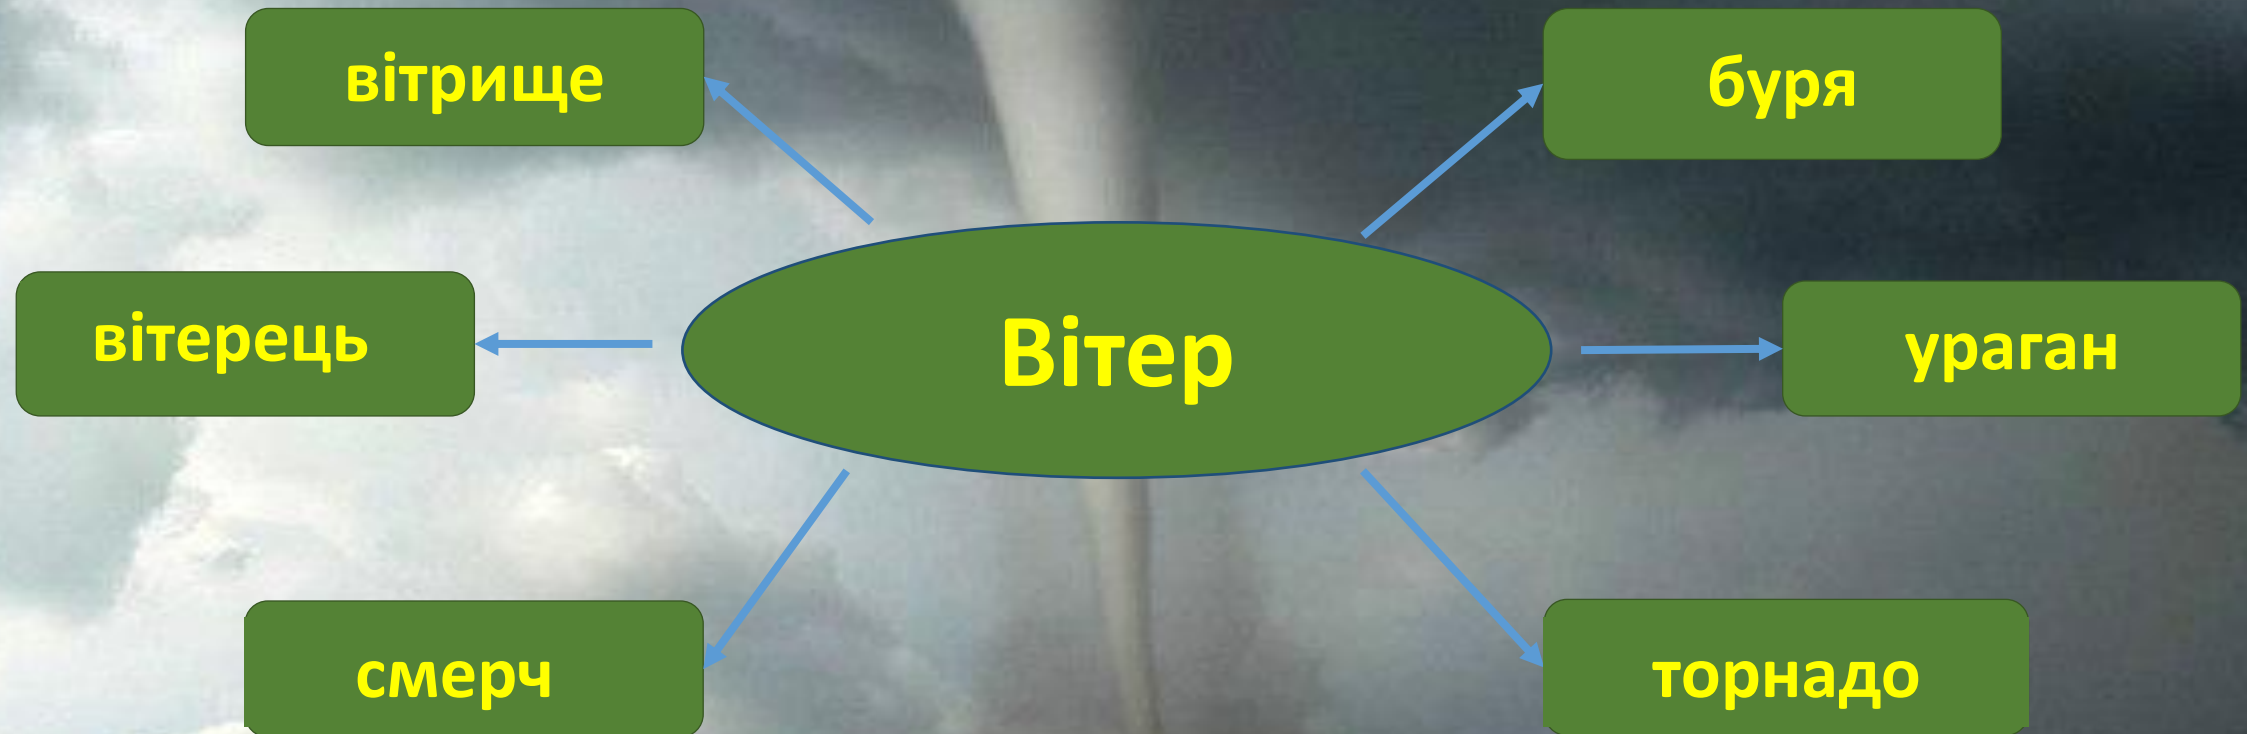 вітрище
буря
вітерець
Вітер
ураган
смерч
торнадо